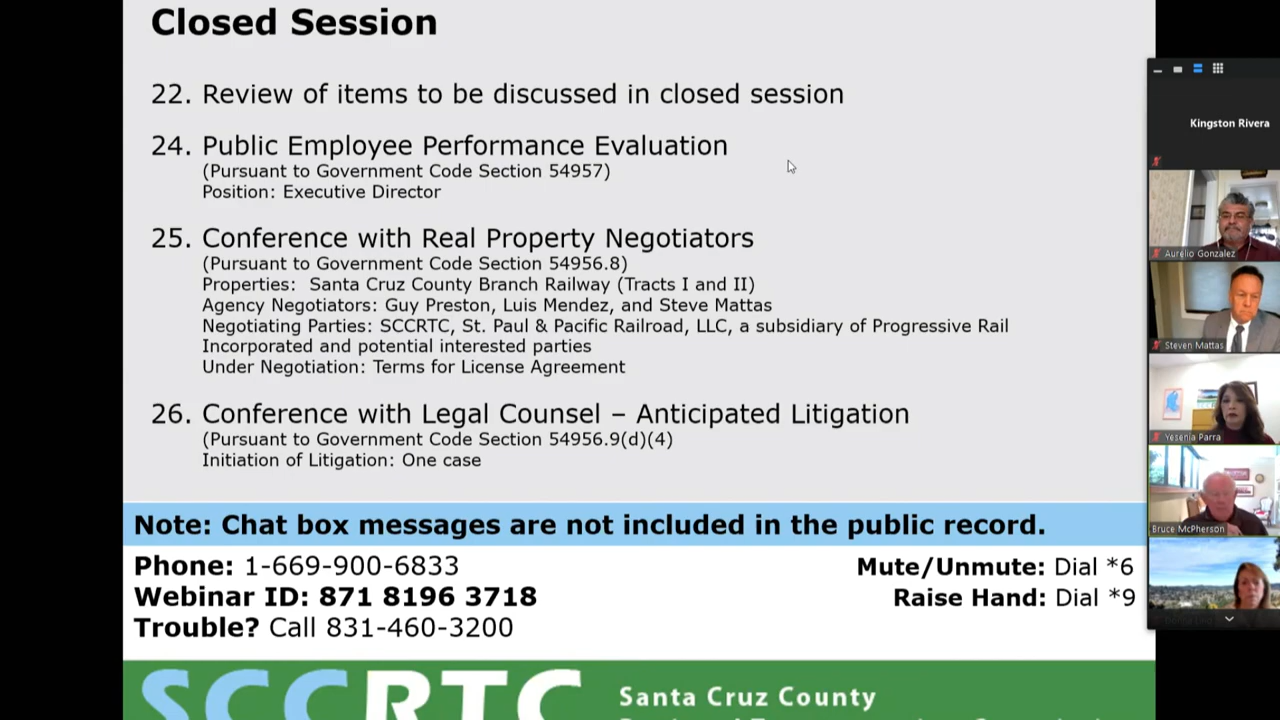 Closed Session
22. Review of items to be discussed in closed session
24. Public Employee Performance Evaluation
(Pursuant to Government Code Section 54957)
Position: Executive Director
25. Conference with Real Property Negotiators
(Pursuant to Government Code Section 54956.8)
Properties: Santa Cruz County Branch Railway (Tracts I and II)
Agency Negotiators: Guy Preston, Luis Mendez, and Steve Mattas
Negotiating Parties: SCCRTC, St. Paul & Pacific Railroad, LLC, a subsidiary of Progressive Rail
Incorporated and potential interested parties
Under Negotiation: Terms for License Agreement
26. Conference with Legal Counsel – Anticipated Litigation
(Pursuant to Government Code Section 54956.9(d)(4)
Initiation of Litigation: One case
Note: Chat box messages are not included in the public record.
Phone: 1-669-900-6833
Webinar ID: 871 8196 3718
Trouble? Call 831-460-3200
Mute/Unmute: Dial *6
Raise Hand: Dial *9
SCCRTC
Santa Cruz County
Kingston Rivera
Aurelio Gonzalez
Steven Mattas
Yesenia Parra
Bruce McPherson